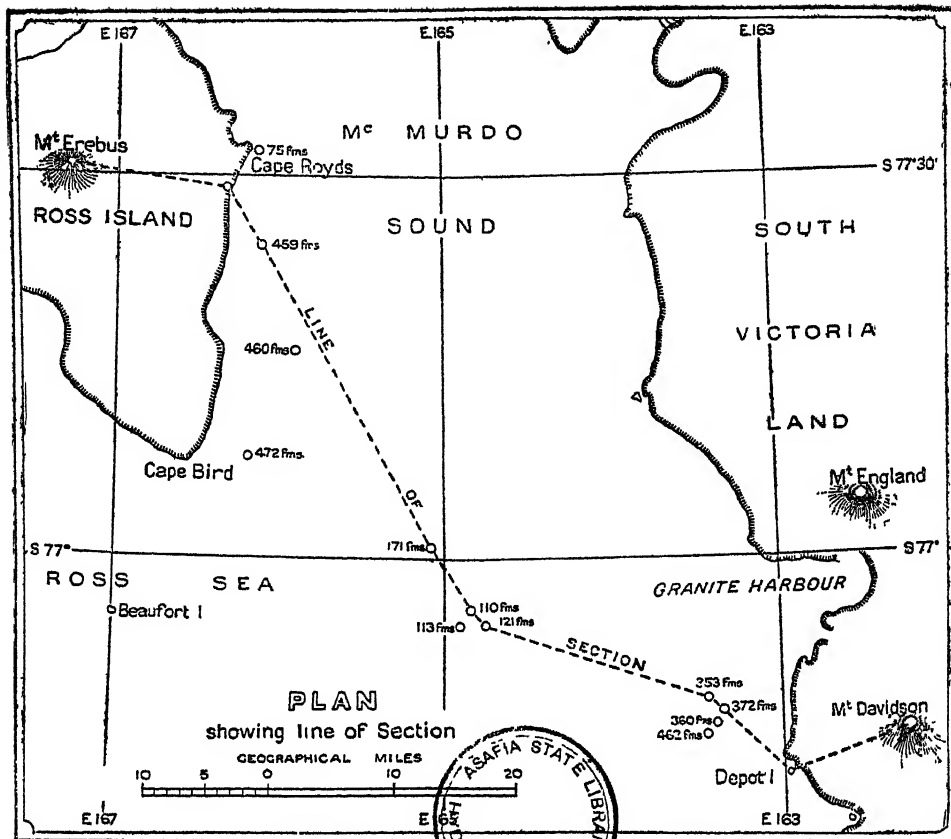 E.167 E.165 E.163
Mc MURDO
Mt Erebus
75 fms
Cape Royds
S 77°30'
ROSS ISLAND
SOUND
SOUTH
459 fms
LINE
VICTORIA
460 fms
LAND
472 fms.
Cape Bird
Mt England
OF
171 fms
S 77°
S 77°
ROSS SEA
GRANITE HARBOUR
Beaufort I
110 fms
113 fms
121 fms
SECTION
353 fms
372 fms
PLAN
Mt Davidson
showing line of Section
360 fms
462 fms
GEOGRAPHICAL MILES
Depot I
10 5 0 10 20
ASAFIA STATE LIBRA
E 167 E 165 E 163